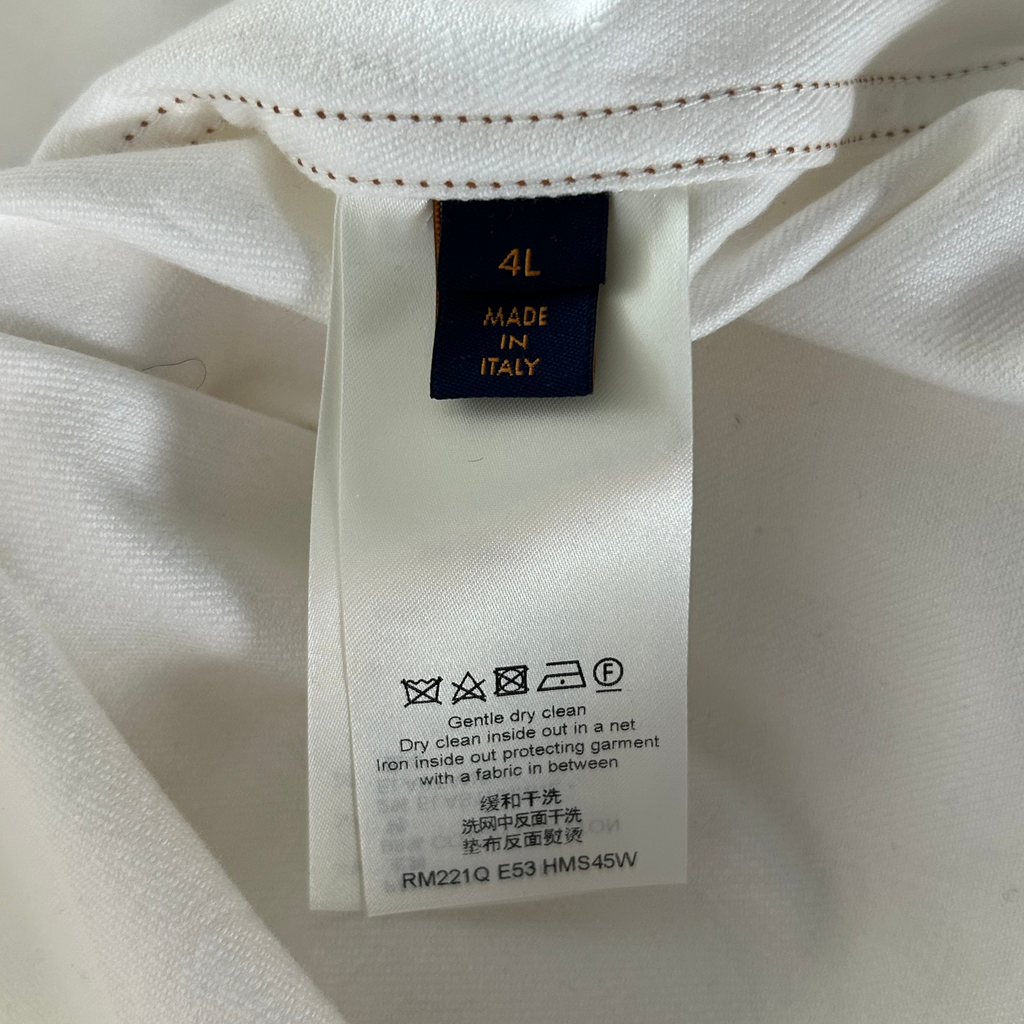 4L
MADE
IN
ITALY
F
Gentle dry clean
Dry clean inside out in a net
Iron inside out protecting garment
with a fabric in between
缓和干洗
洗网中反面干洗
垫布反面熨烫
RM221Q E53 HMS45W